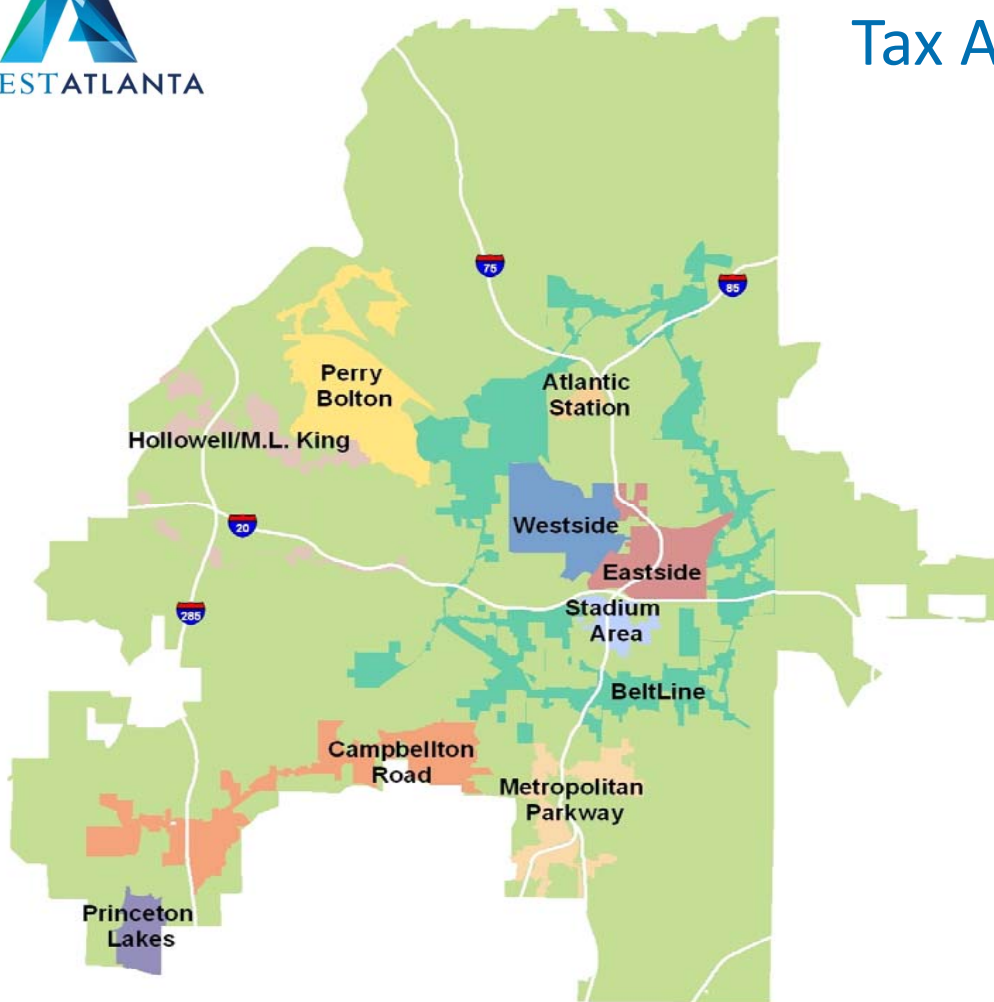 ESTATLANTA
Tax A
75
85
Perry
Bolton
Atlantic
Station
Hollowell/M.L. King
20
Westside
Eastside
285
Stadium
Area
BeltLine
Campbellton
Road
Metropolitan
Parkway
Princeton
Lakes